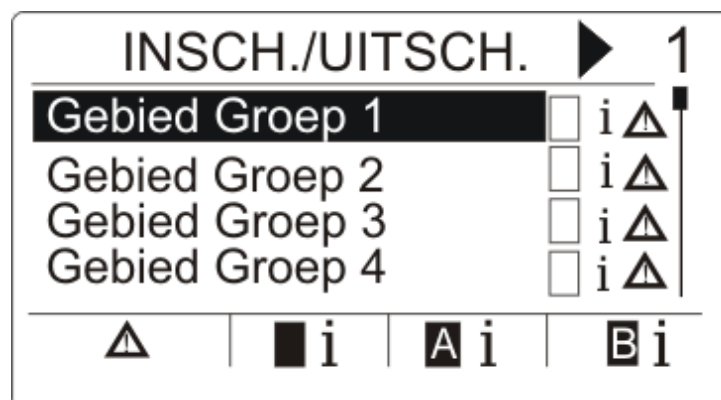 INSCH./UITSCH. ▶ 1
Gebied Groep 1 i ⚠
Gebied Groep 2 i ⚠
Gebied Groep 3 i ⚠
Gebied Groep 4 i ⚠
⚠ i A i B i